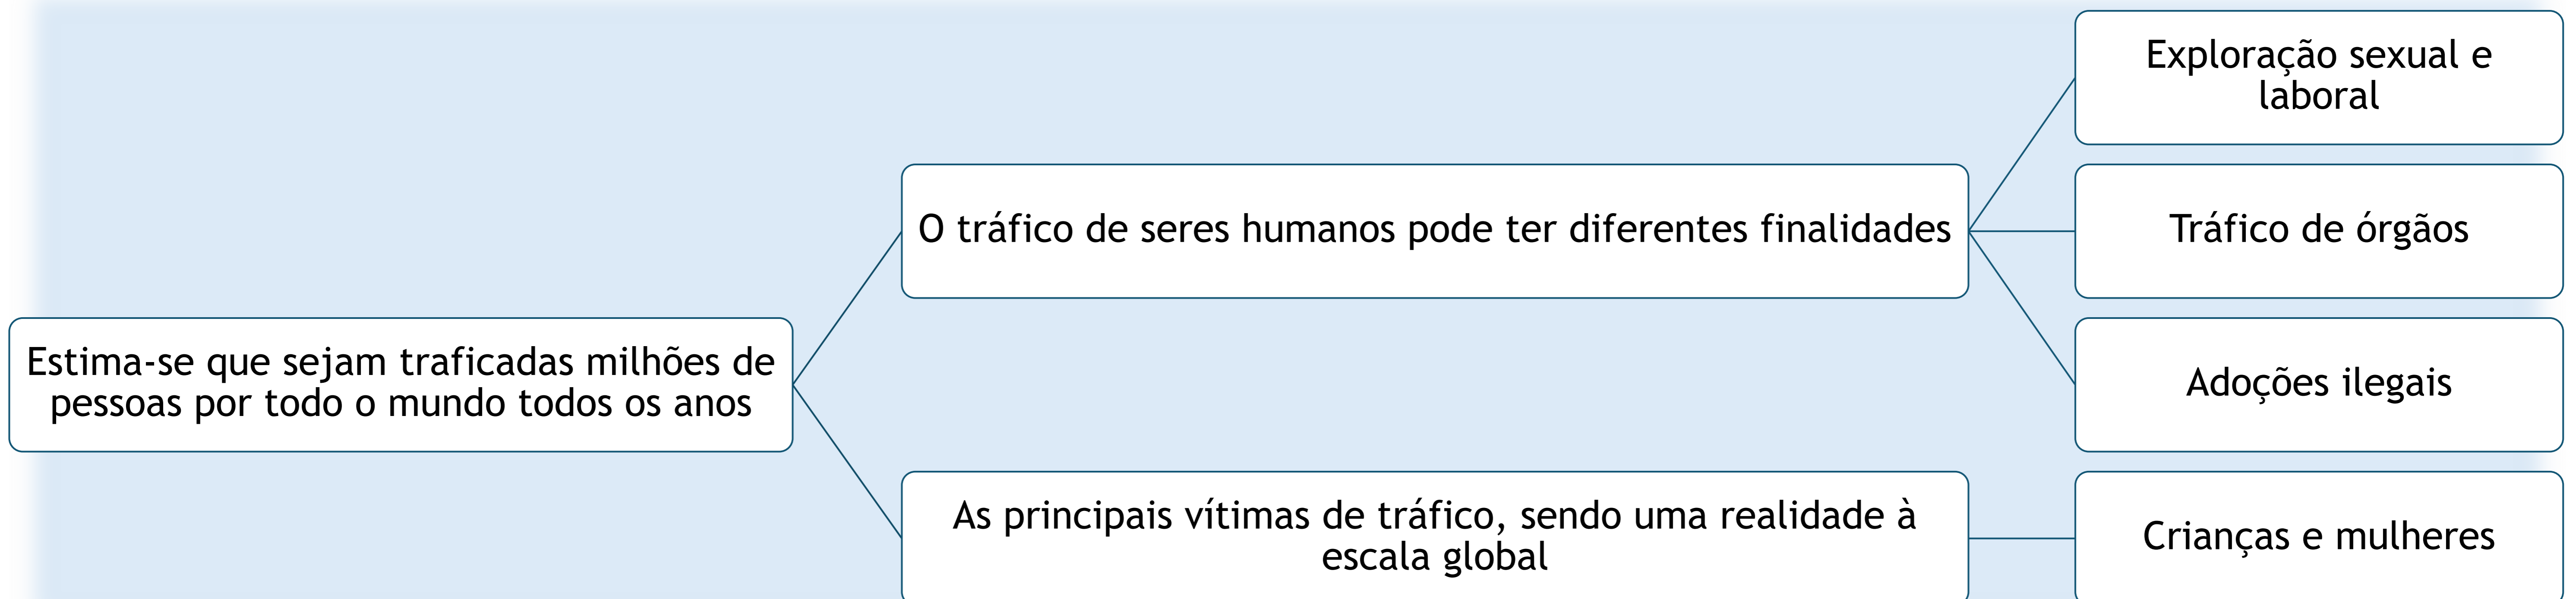 Estima-se que sejam traficadas milhões de
pessoas por todo o mundo todos os anos
O tráfico de seres humanos pode ter diferentes finalidades
Exploração sexual e
laboral
Tráfico de órgãos
Adoções ilegais
As principais vítimas de tráfico, sendo uma realidade à
escala global
Crianças e mulheres